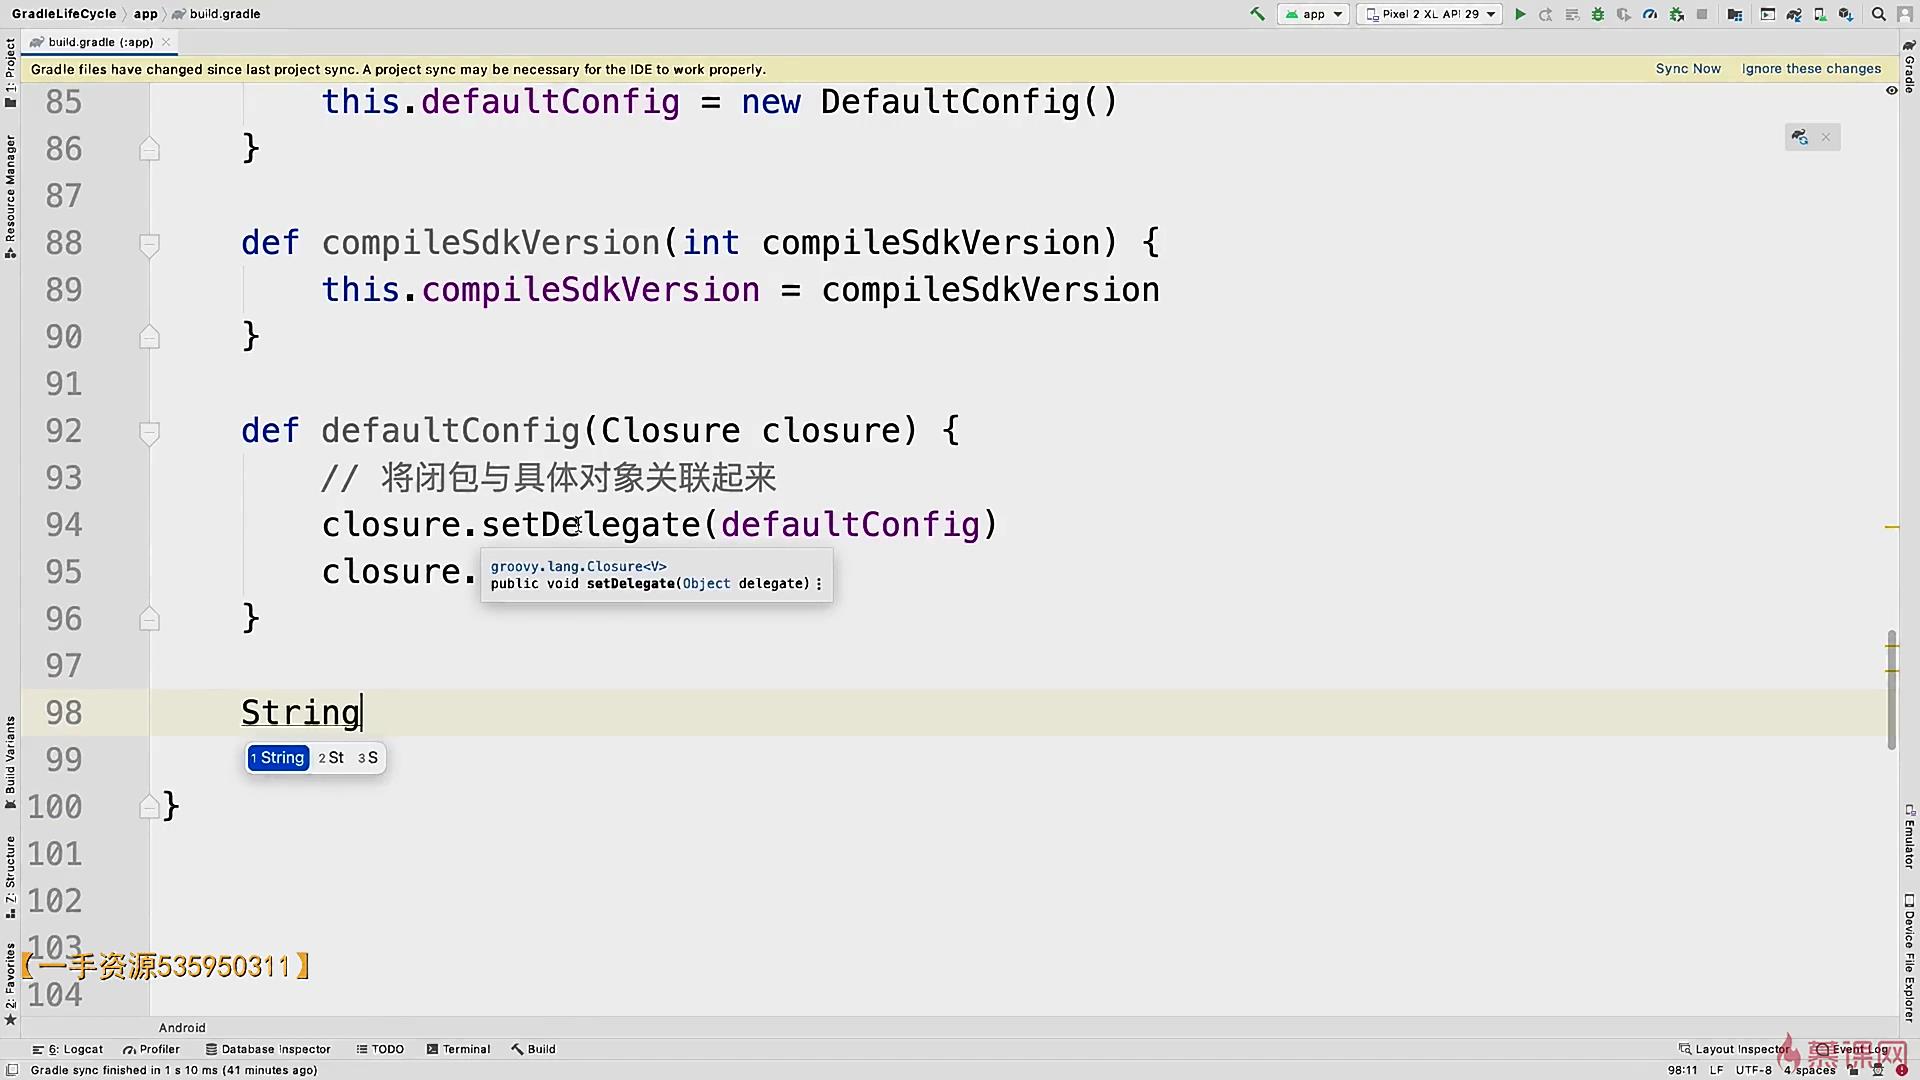 GradleLifeCycle app build.gradle
app Pixel 2 XL API 29
build.gradle (:app)
Gradle files have changed since last project sync. A project sync may be necessary for the IDE to work properly. Sync Now Ignore these changes
85 this.defaultConfig = new DefaultConfig()
86 }
87
88 def compileSdkVersion(int compileSdkVersion) {
89 this.compileSdkVersion = compileSdkVersion
90 }
91
92 def defaultConfig(Closure closure) {
93 // 将闭包与具体对象关联起来
94 closure.setDelegate(defaultConfig)
95 closure.
groovy.lang.Closure<V>
public void setDelegate(Object delegate)
96 }
97
98 String
1 String 2 St 3 S
99
100 }
101
102
103
【一手资源535950311】
104
Android
6: Logcat Profiler Database Inspector TODO Terminal Build Layout Inspector Event Log
慕课网
Gradle sync finished in 1 s 10 ms (41 minutes ago) 98:11 LF UTF-8 4 spaces
1: Project
Resource Manager
Build Variants
Z: Structure
2: Favorites
Gradle
Emulator
Device File Explorer